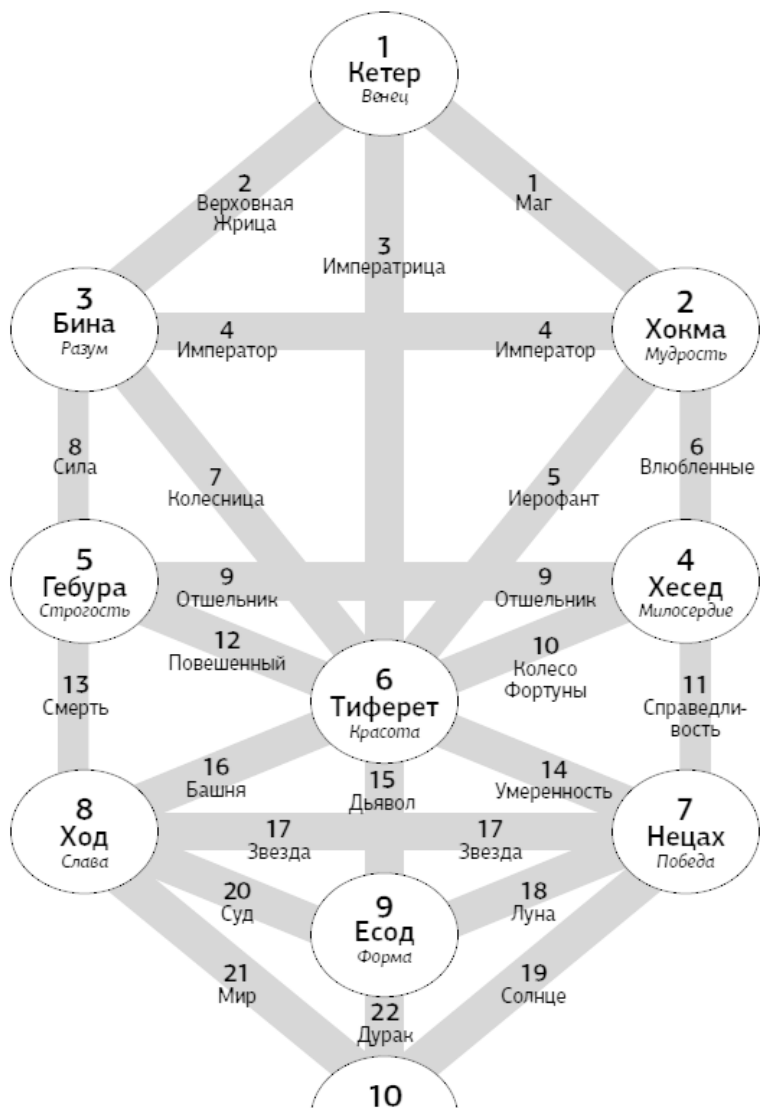 1
Кетер
Венец
2
Верховная
Жрица
1
Маг
3
Императрица
3
Бина
Разум
4
Император
4
Император
2
Хокма
Мудрость
8
Сила
7
Колесница
5
Иерофант
6
Влюбленные
5
Гебура
Строгость
9
Отшельник
9
Отшельник
4
Хесед
Милосердие
12
Повешенный
10
Колесо
Фортуны
13
Смерть
6
Тиферет
Красота
11
Справедли-
вость
16
Башня
15
Дьявол
14
Умеренность
8
Ход
Слава
17
Звезда
17
Звезда
7
Нецах
Победа
20
Суд
9
Есод
Форма
18
Луна
21
Мир
22
Дурак
19
Солнце
10